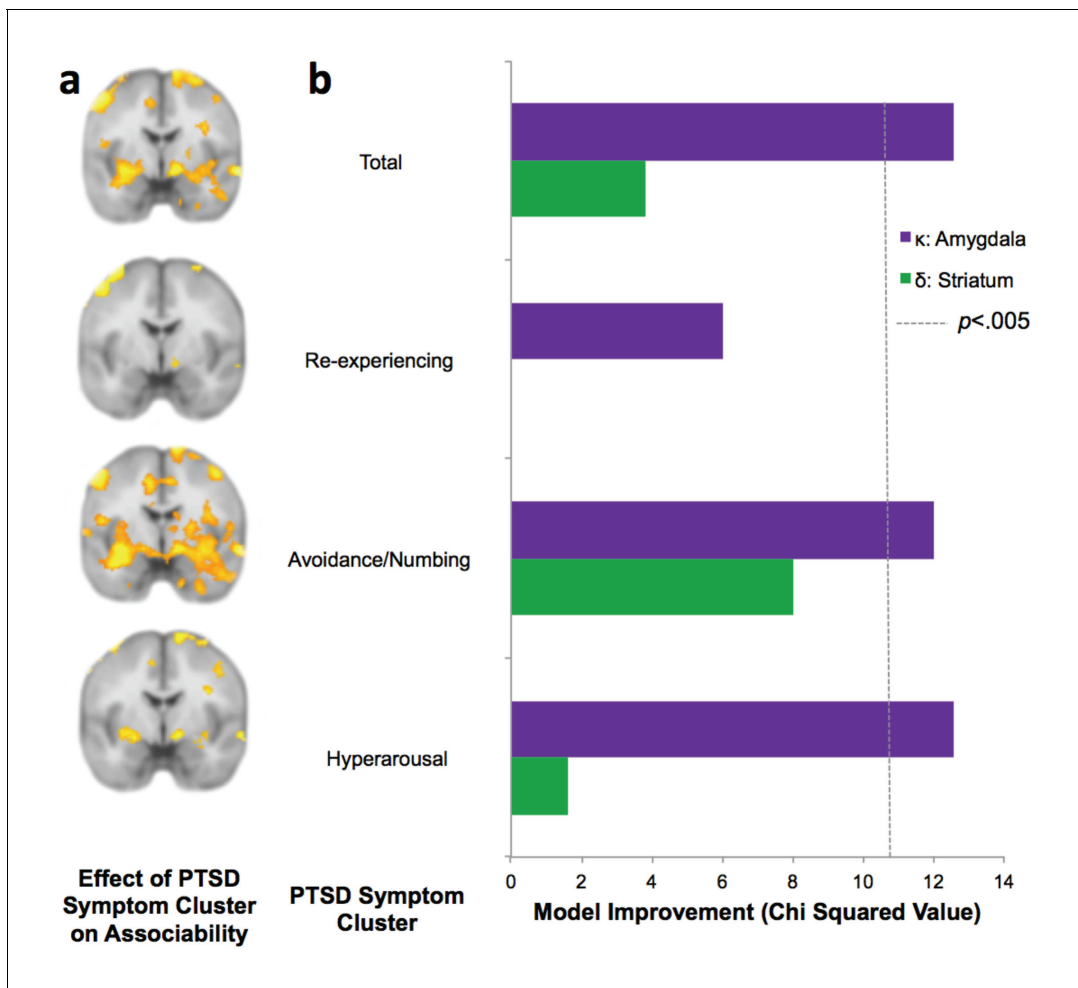 a
b
Total
κ: Amygdala
δ: Striatum
p<.005
Re-experiencing
Avoidance/Numbing
Hyperarousal
0 2 4 6 8 10 12 14
Effect of PTSD
Symptom Cluster
on Associability
PTSD Symptom
Cluster
Model Improvement (Chi Squared Value)